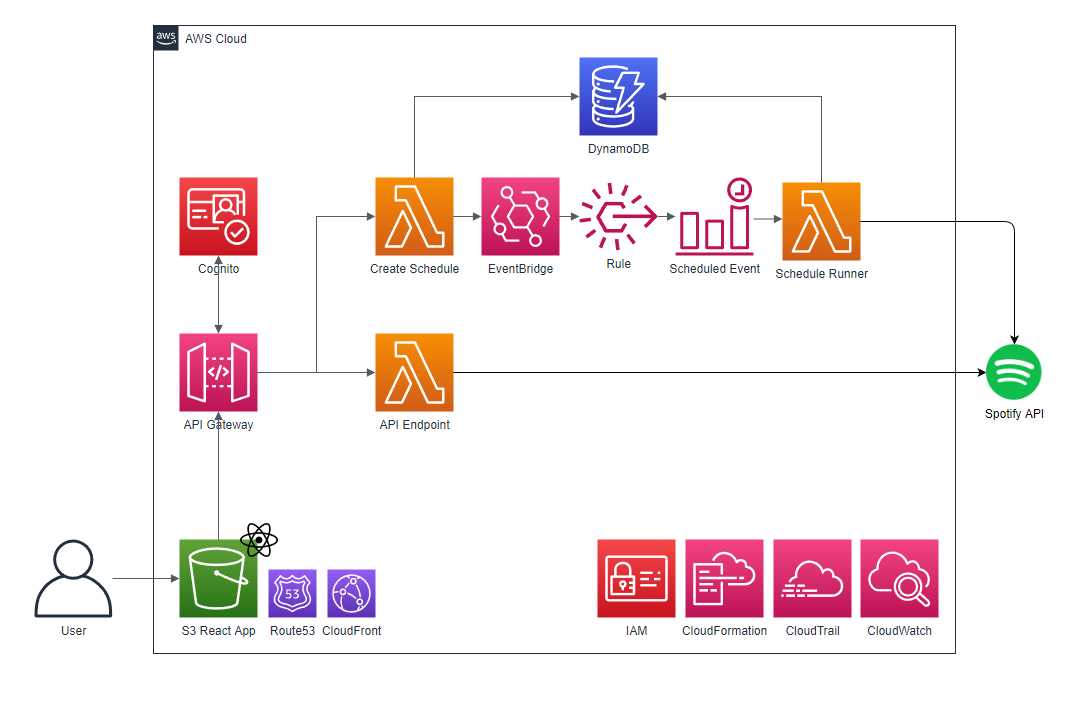 aws
AWS Cloud
DynamoDB
Cognito
Create Schedule
EventBridge
Rule
Scheduled Event
Schedule Runner
</>
API Gateway
API Endpoint
Spotify API
53
User
S3 React App
Route53
CloudFront
IAM
CloudFormation
CloudTrail
CloudWatch